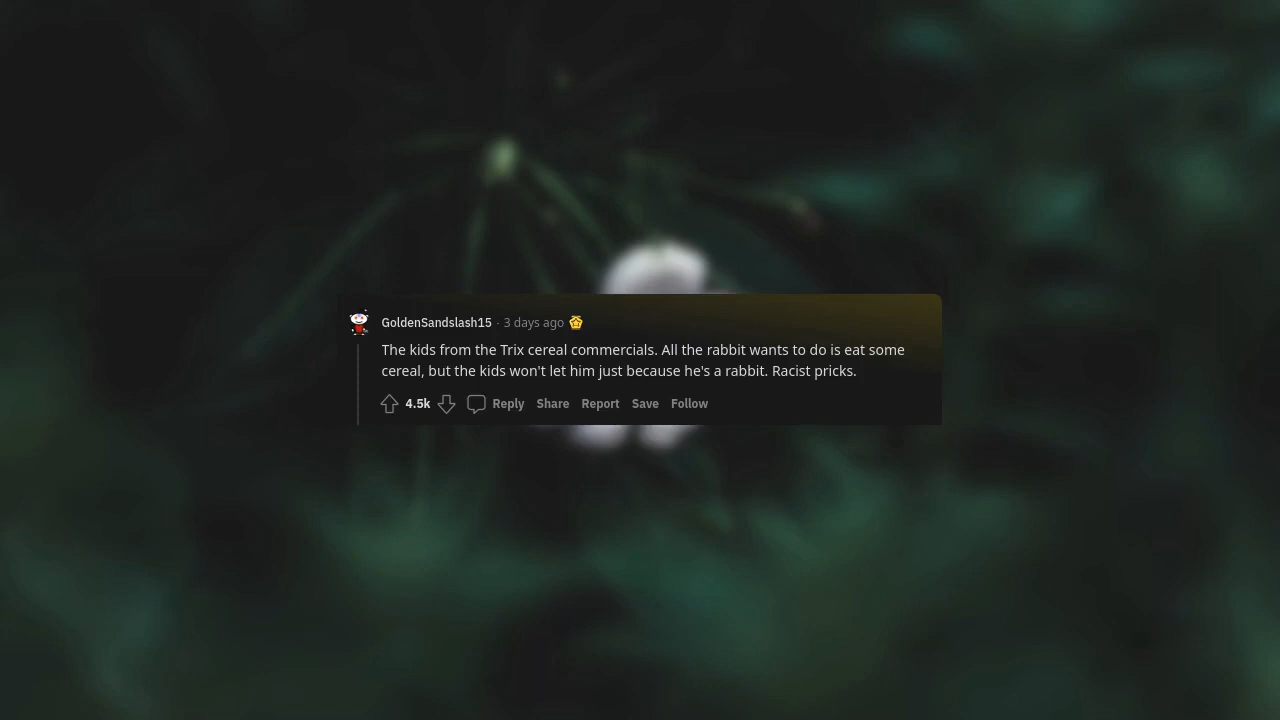 GoldenSandslash15 · 3 days ago
The kids from the Trix cereal commercials. All the rabbit wants to do is eat some
cereal, but the kids won't let him just because he's a rabbit. Racist pricks.
4.5k Reply Share Report Save Follow